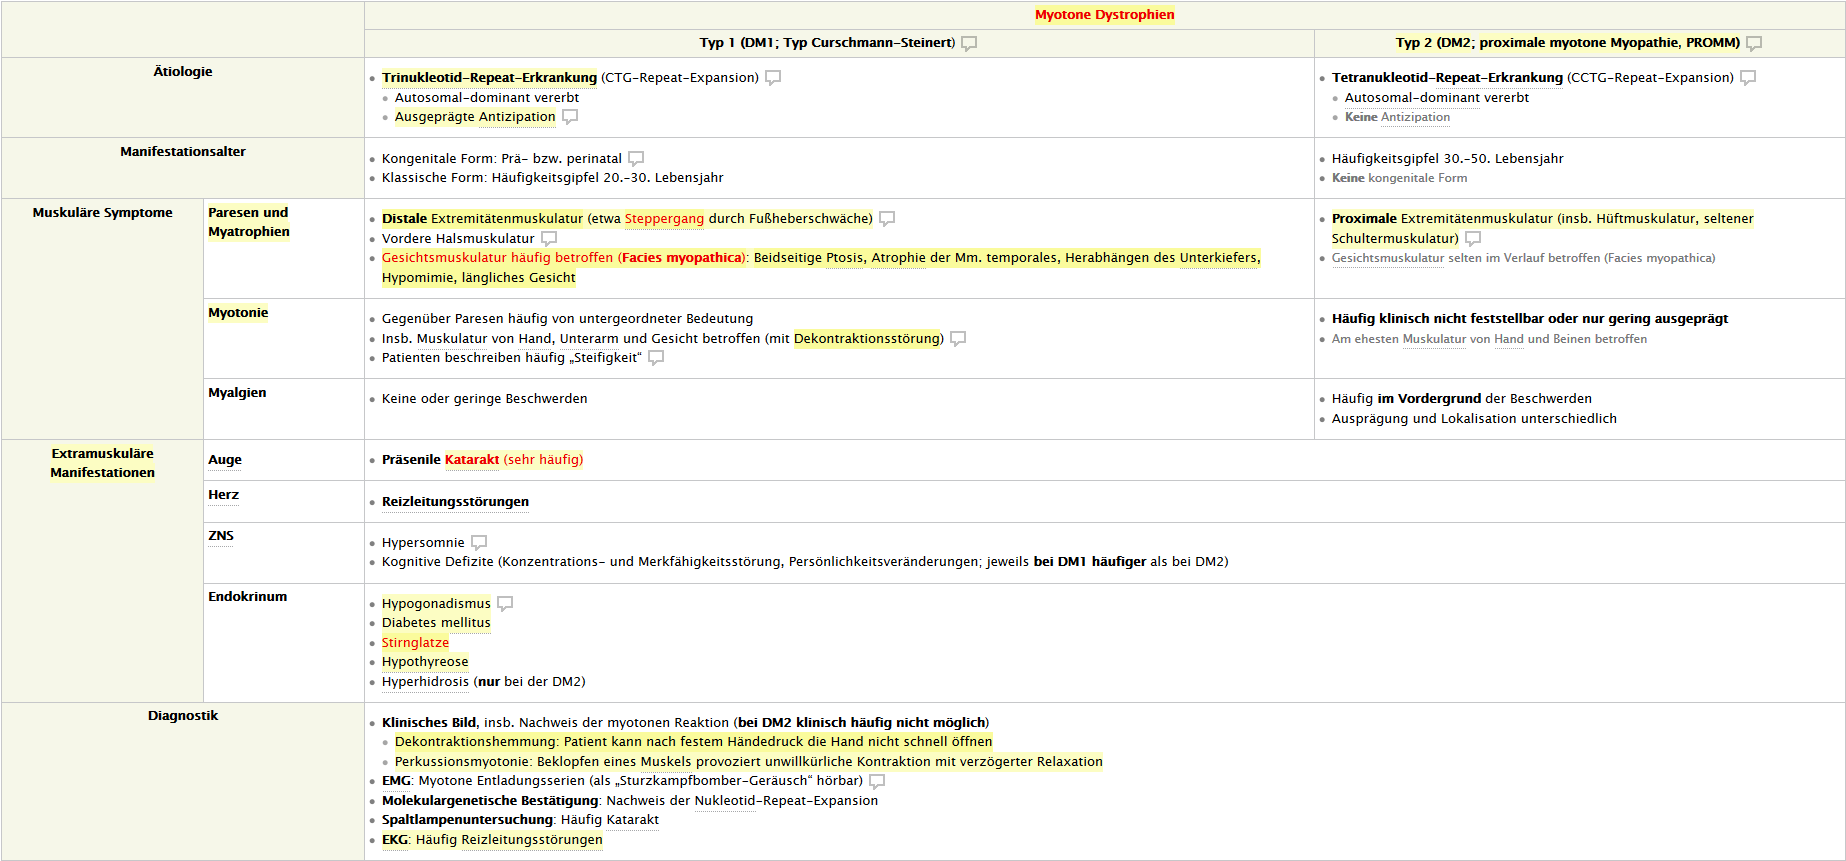 Myotone Dystrophien
Typ 1 (DM1; Typ Curschmann-Steinert)
Typ 2 (DM2; proximale myotone Myopathie, PROMM)
Ätiologie
Trinukleotid-Repeat-Erkrankung (CTG-Repeat-Expansion)
Autosomal-dominant vererbt
Ausgeprägte Antizipation
Tetranukleotid-Repeat-Erkrankung (CCTG-Repeat-Expansion)
Autosomal-dominant vererbt
Keine Antizipation
Manifestationsalter
Kongenitale Form: Prä- bzw. perinatal
Klassische Form: Häufigkeitsgipfel 20.-30. Lebensjahr
Häufigkeitsgipfel 30.-50. Lebensjahr
Keine kongenitale Form
Muskuläre Symptome
Paresen und
Myatrophien
Distale Extremitätenmuskulatur (etwa Steppergang durch Fußheberschwäche)
Vordere Halsmuskulatur
Gesichtsmuskulatur häufig betroffen (Facies myopathica): Beidseitige Ptosis, Atrophie der Mm. temporales, Herabhängen des Unterkiefers,
Hypomimie, längliches Gesicht
Proximale Extremitätenmuskulatur (insb. Hüftmuskulatur, seltener
Schultermuskulatur)
Gesichtsmuskulatur selten im Verlauf betroffen (Facies myopathica)
Myotonie
Gegenüber Paresen häufig von untergeordneter Bedeutung
Insb. Muskulatur von Hand, Unterarm und Gesicht betroffen (mit Dekontraktionsstörung)
Patienten beschreiben häufig „Steifigkeit“
Häufig klinisch nicht feststellbar oder nur gering ausgeprägt
Am ehesten Muskulatur von Hand und Beinen betroffen
Myalgien
Keine oder geringe Beschwerden
Häufig im Vordergrund der Beschwerden
Ausprägung und Lokalisation unterschiedlich
Extramuskuläre
Manifestationen
Auge
Präsenile Katarakt (sehr häufig)
Herz
Reizleitungsstörungen
ZNS
Hypersomnie
Kognitive Defizite (Konzentrations- und Merkfähigkeitsstörung, Persönlichkeitsveränderungen; jeweils bei DM1 häufiger als bei DM2)
Endokrinum
Hypogonadismus
Diabetes mellitus
Stirnglatze
Hypothyreose
Hyperhidrosis (nur bei der DM2)
Diagnostik
Klinisches Bild, insb. Nachweis der myotonen Reaktion (bei DM2 klinisch häufig nicht möglich)
Dekontraktionshemmung: Patient kann nach festem Händedruck die Hand nicht schnell öffnen
Perkussionsmyotonie: Beklopfen eines Muskels provoziert unwillkürliche Kontraktion mit verzögerter Relaxation
EMG: Myotone Entladungsserien (als „Sturzkampfbomber-Geräusch“ hörbar)
Molekulargenetische Bestätigung: Nachweis der Nukleotid-Repeat-Expansion
Spaltlampenuntersuchung: Häufig Katarakt
EKG: Häufig Reizleitungsstörungen